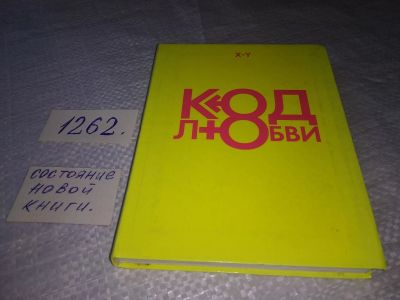 X-Y
КОД
ЛЮБВИ
1262.
состояние
новой
книги.